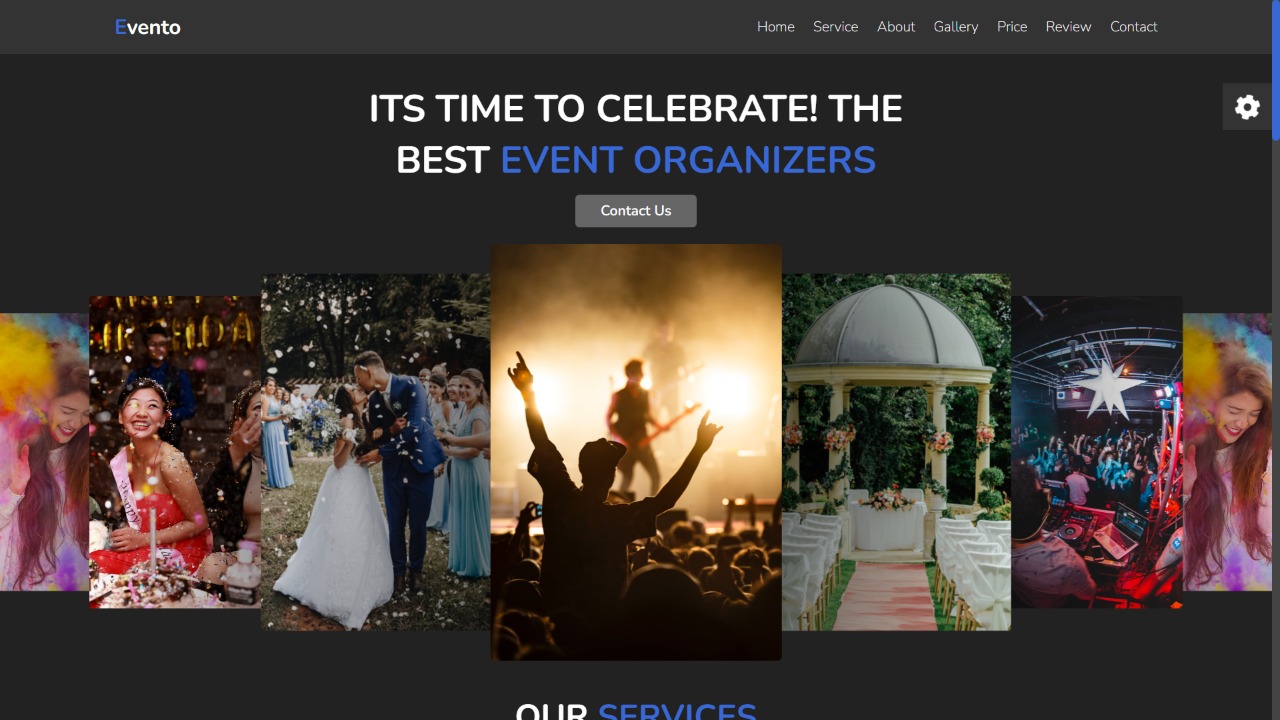 Evento
Home Service About Gallery Price Review Contact
ITS TIME TO CELEBRATE! THE
BEST EVENT ORGANIZERS
Contact Us
OUR SERVICES